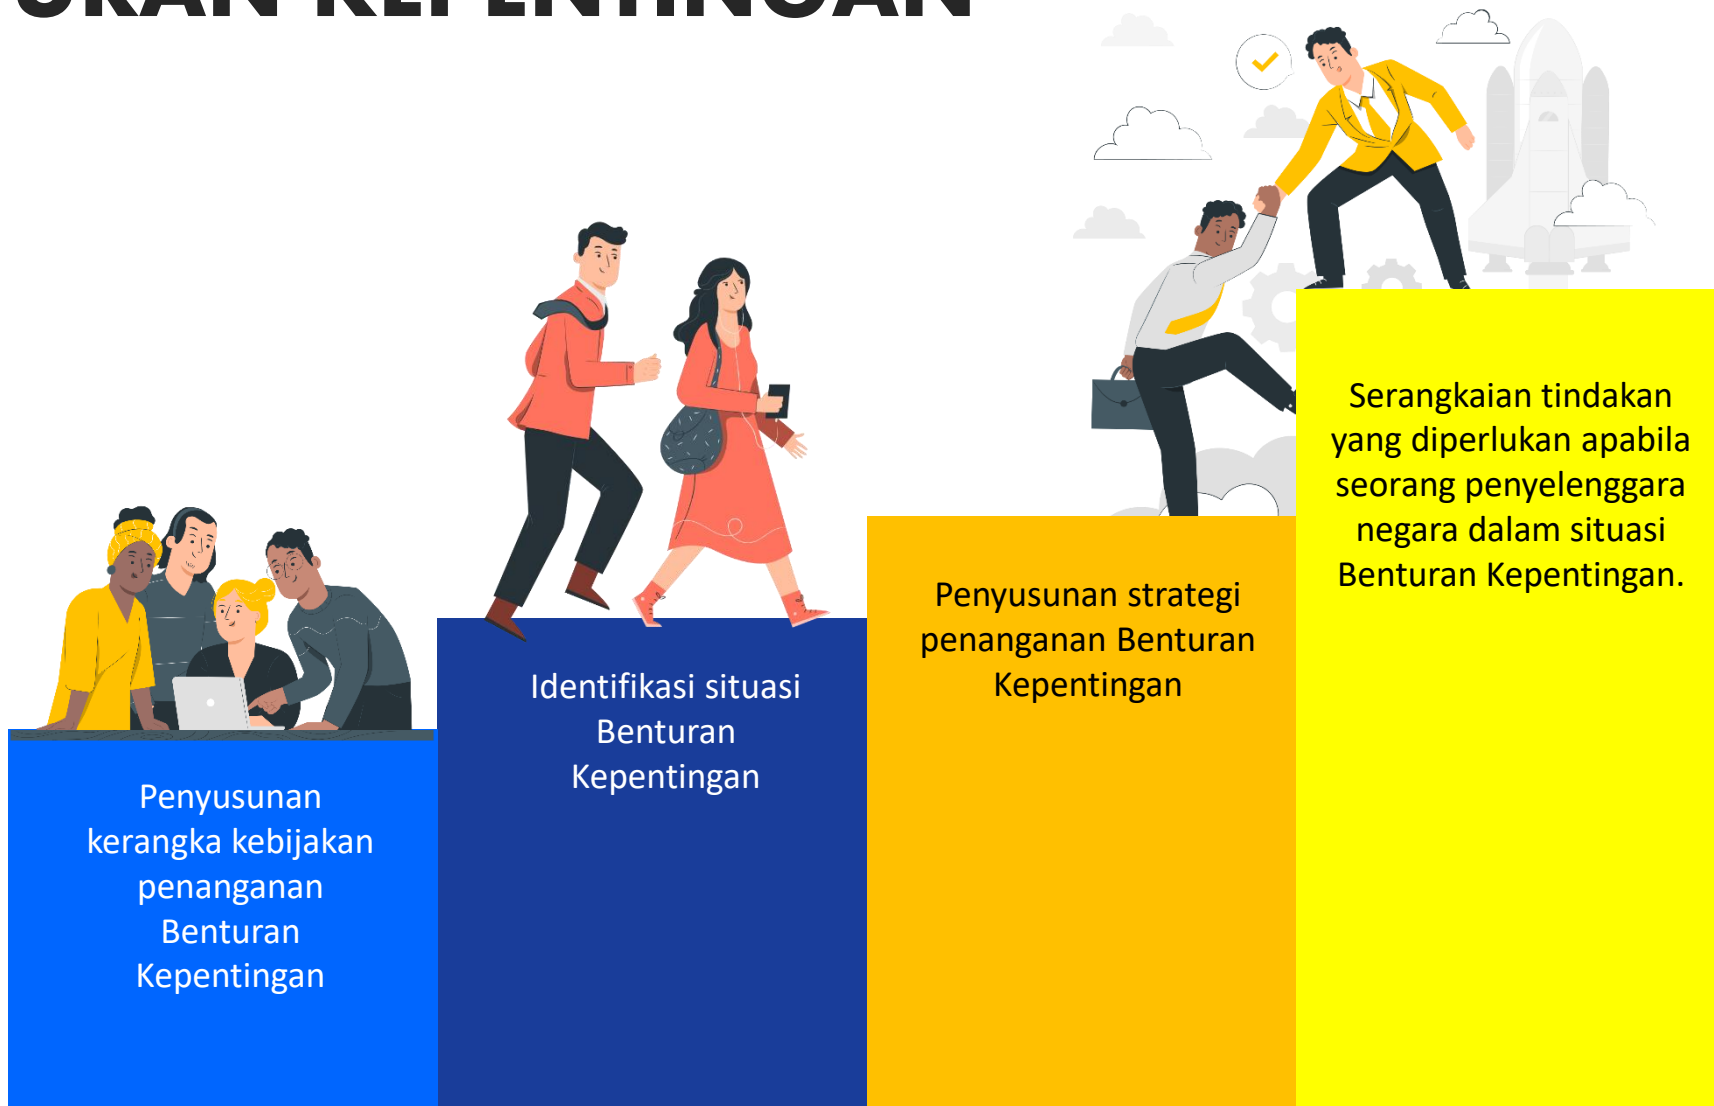 KEPENTINGAN
Penyusunan
kerangka kebijakan
penanganan
Benturan
Kepentingan
Identifikasi situasi
Benturan
Kepentingan
Penyusunan strategi
penanganan Benturan
Kepentingan
Serangkaian tindakan
yang diperlukan apabila
seorang penyelenggara
negara dalam situasi
Benturan Kepentingan.